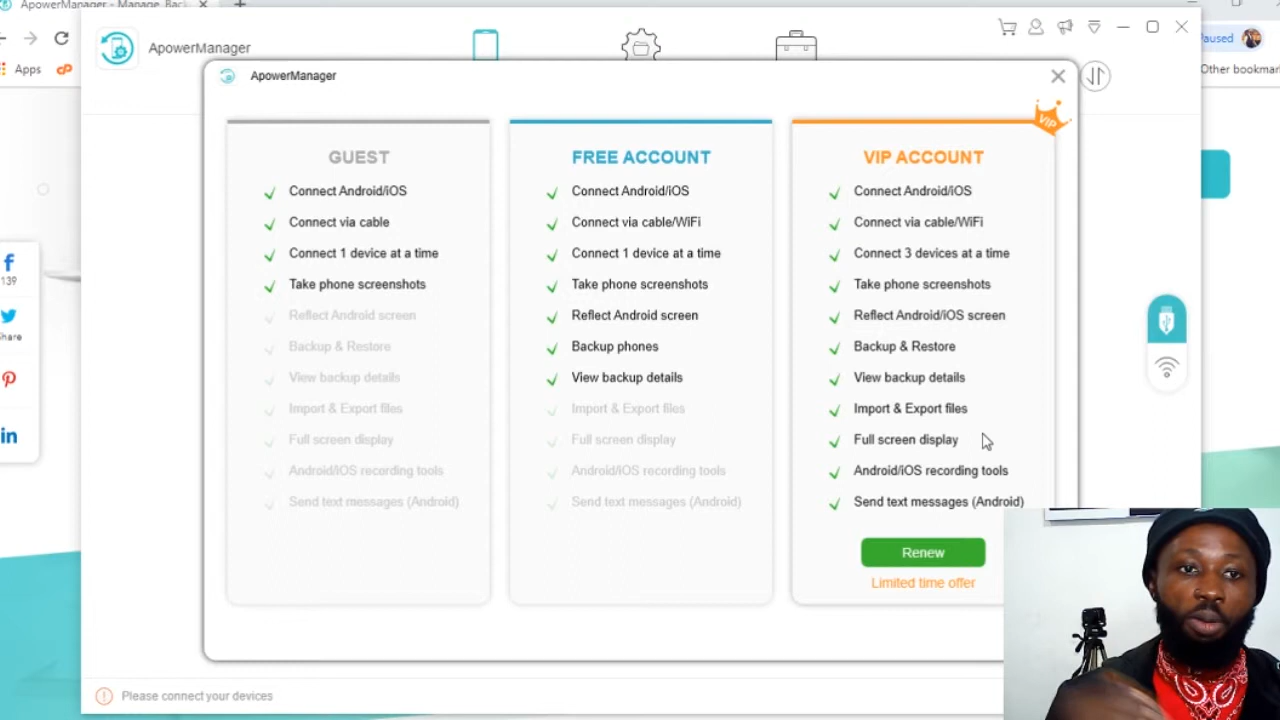 ApowerManager - Manage, Back
ApowerManager
Paused
Apps
Other bookmar
ApowerManager
VIP
GUEST
Connect Android/iOS
Connect via cable
Connect 1 device at a time
Take phone screenshots
Reflect Android screen
Backup & Restore
View backup details
Import & Export files
Full screen display
Android/iOS recording tools
Send text messages (Android)
FREE ACCOUNT
Connect Android/iOS
Connect via cable/WiFi
Connect 1 device at a time
Take phone screenshots
Reflect Android screen
Backup phones
View backup details
Import & Export files
Full screen display
Android/iOS recording tools
Send text messages (Android)
VIP ACCOUNT
Connect Android/iOS
Connect via cable/WiFi
Connect 3 devices at a time
Take phone screenshots
Reflect Android/iOS screen
Backup & Restore
View backup details
Import & Export files
Full screen display
Android/iOS recording tools
Send text messages (Android)
Renew
Limited time offer
139
Share
Please connect your devices